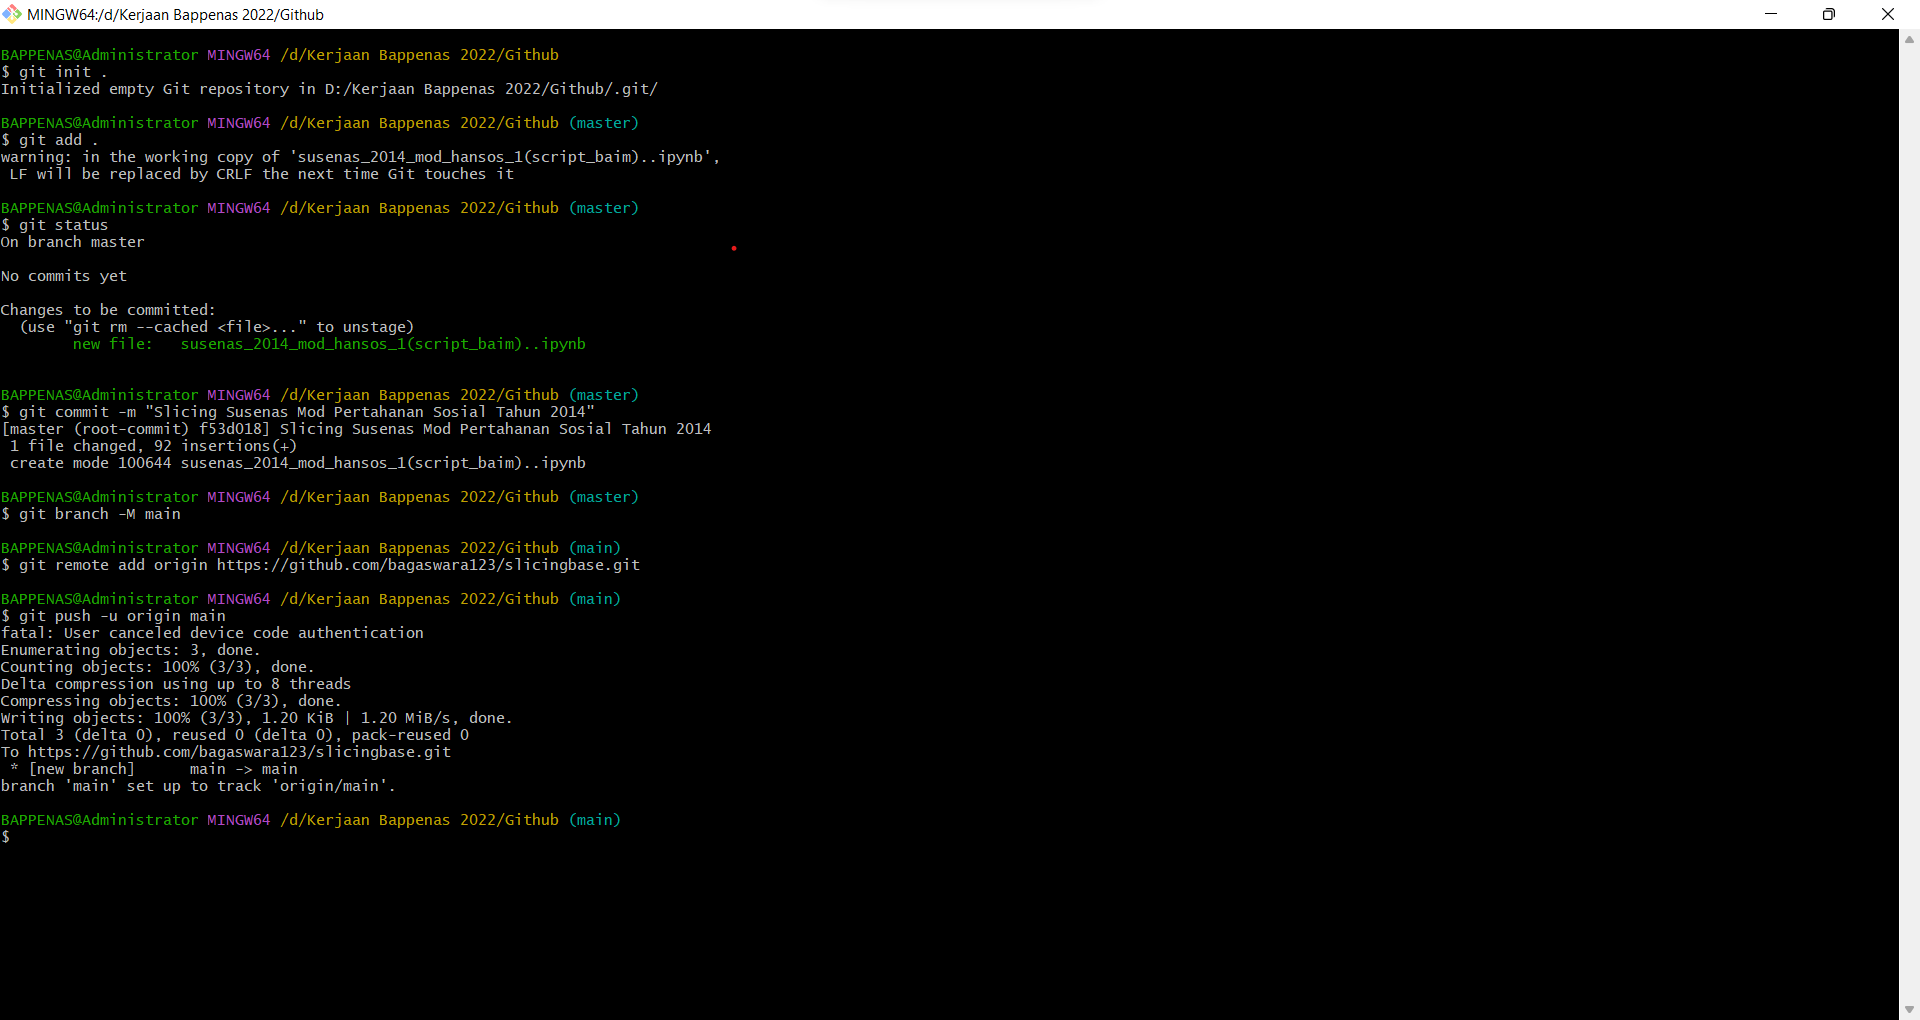 MINGW64:/d/Kerjaan Bappenas 2022/Github
BAPPENAS@Administrator MINGW64 /d/Kerjaan Bappenas 2022/Github
$ git init .
Initialized empty Git repository in D:/Kerjaan Bappenas 2022/Github/.git/
BAPPENAS@Administrator MINGW64 /d/Kerjaan Bappenas 2022/Github (master)
$ git add .
warning: in the working copy of 'susenas_2014_mod_hansos_1(script_baim)..ipynb',
LF will be replaced by CRLF the next time Git touches it
BAPPENAS@Administrator MINGW64 /d/Kerjaan Bappenas 2022/Github (master)
$ git status
On branch master
No commits yet
Changes to be committed:
(use "git rm --cached <file>..." to unstage)
new file:   susenas_2014_mod_hansos_1(script_baim)..ipynb
BAPPENAS@Administrator MINGW64 /d/Kerjaan Bappenas 2022/Github (master)
$ git commit -m "Slicing Susenas Mod Pertahanan Sosial Tahun 2014"
[master (root-commit) f53d018] Slicing Susenas Mod Pertahanan Sosial Tahun 2014
1 file changed, 92 insertions(+)
create mode 100644 susenas_2014_mod_hansos_1(script_baim)..ipynb
BAPPENAS@Administrator MINGW64 /d/Kerjaan Bappenas 2022/Github (master)
$ git branch -M main
BAPPENAS@Administrator MINGW64 /d/Kerjaan Bappenas 2022/Github (main)
$ git remote add origin https://github.com/bagaswara123/slicingbase.git
BAPPENAS@Administrator MINGW64 /d/Kerjaan Bappenas 2022/Github (main)
$ git push -u origin main
fatal: User canceled device code authentication
Enumerating objects: 3, done.
Counting objects: 100% (3/3), done.
Delta compression using up to 8 threads
Compressing objects: 100% (3/3), done.
Writing objects: 100% (3/3), 1.20 KiB | 1.20 MiB/s, done.
Total 3 (delta 0), reused 0 (delta 0), pack-reused 0
To https://github.com/bagaswara123/slicingbase.git
* [new branch]      main -> main
branch 'main' set up to track 'origin/main'.
BAPPENAS@Administrator MINGW64 /d/Kerjaan Bappenas 2022/Github (main)
$